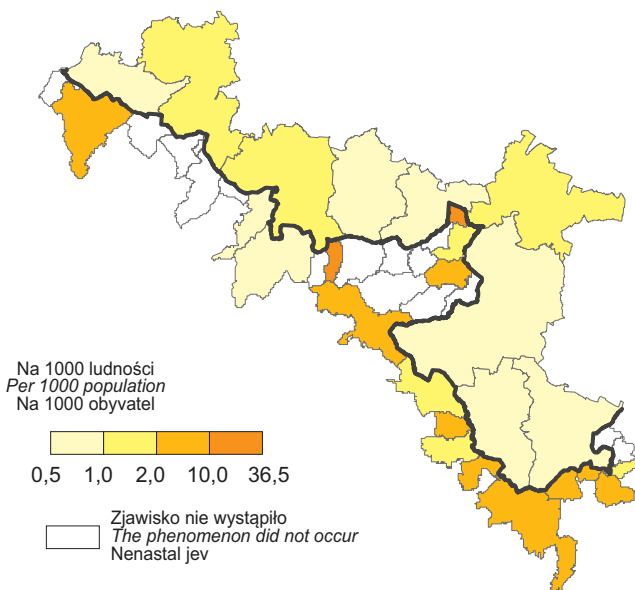 Na 1000 ludności
Per 1000 population
Na 1000 obyvatel
0,5 1,0 2,0 10,0 36,5
Zjawisko nie wystąpiło
The phenomenon did not occur
Nenastal jev